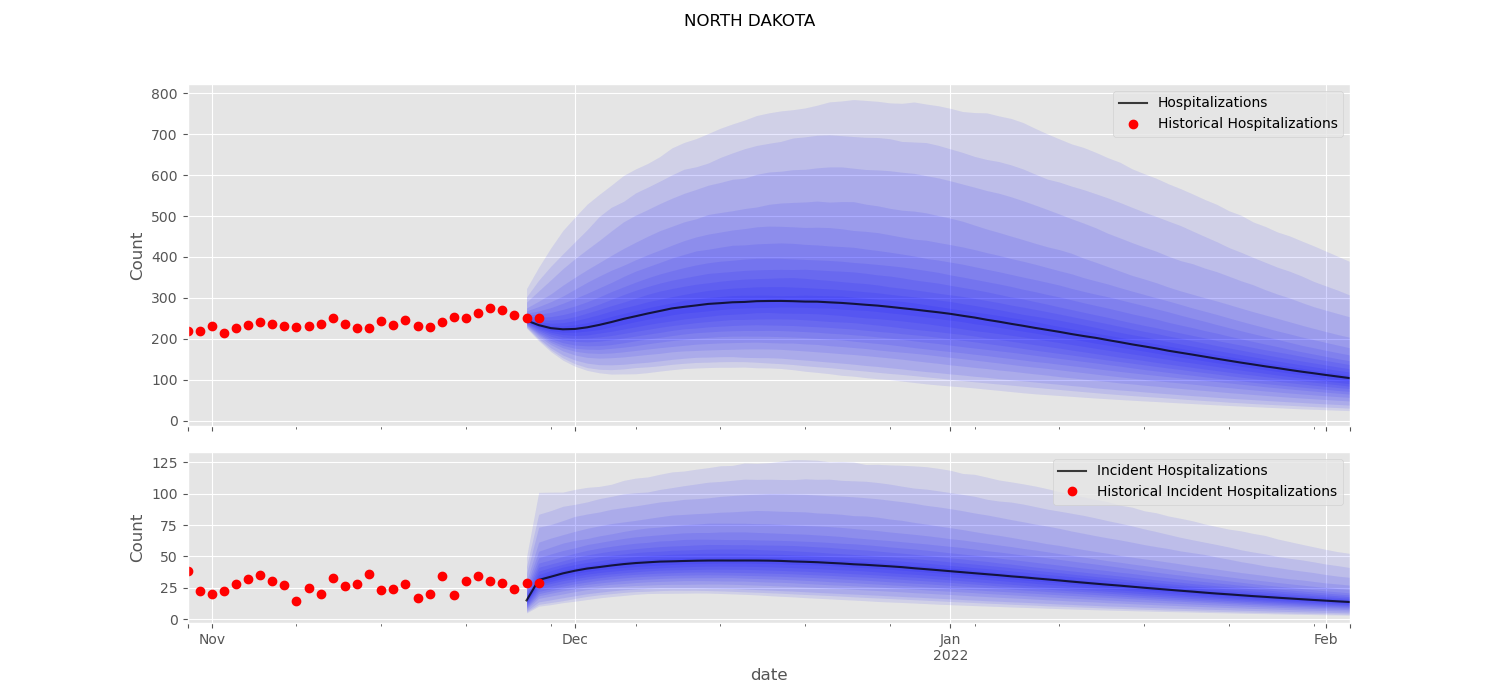 NORTH DAKOTA
800
700
600
500
400
300
200
100
0
Count
Hospitalizations
Historical Hospitalizations
125
100
75
50
25
0
Count
Incident Hospitalizations
Historical Incident Hospitalizations
Nov
Dec
Jan
2022
Feb
date